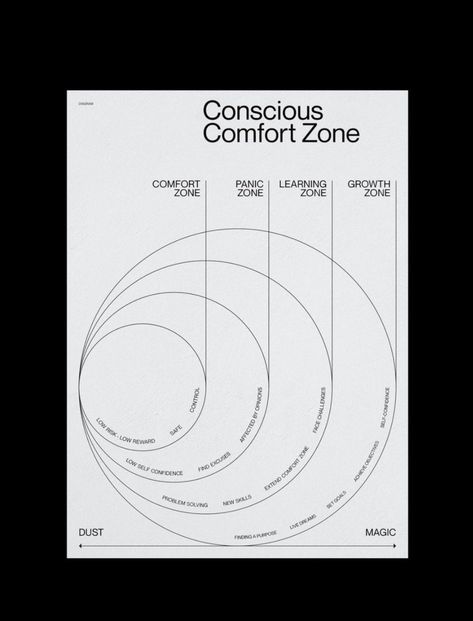 DIAGRAM
Conscious
Comfort Zone
COMFORT
ZONE
PANIC
ZONE
LEARNING
ZONE
GROWTH
ZONE
LOW RISK - LOW REWARD
SAFE
CONTROL
LOW SELF CONFIDENCE
FIND EXCUSES
AFFECTED BY OPINIONS
PROBLEM SOLVING
NEW SKILLS
EXTEND COMFORT ZONE
FACE CHALLENGES
FINDING A PURPOSE
LIVE DREAMS
SET GOALS
ACHIEVE OBJECTIVES
SELF-CONFIDENCE
DUST
MAGIC